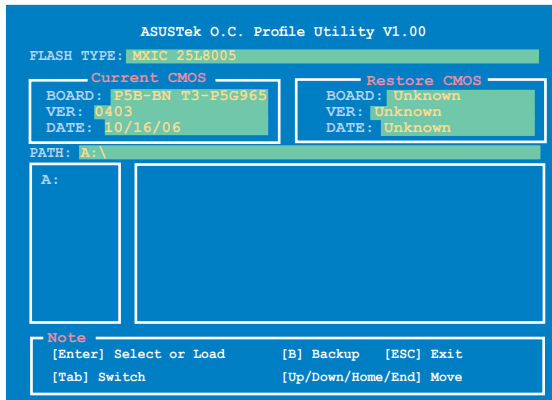 ASUSTek O.C. Profile Utility V1.00
FLASH TYPE: MXIC 25L8005
Current CMOS
BOARD: P5B-BN T3-P5G965
VER: 0403
DATE: 10/16/06
Restore CMOS
BOARD: Unknown
VER: Unknown
DATE: Unknown
PATH: A:\
A:
Note
[Enter] Select or Load [B] Backup [ESC] Exit
[Tab] Switch [Up/Down/Home/End] Move